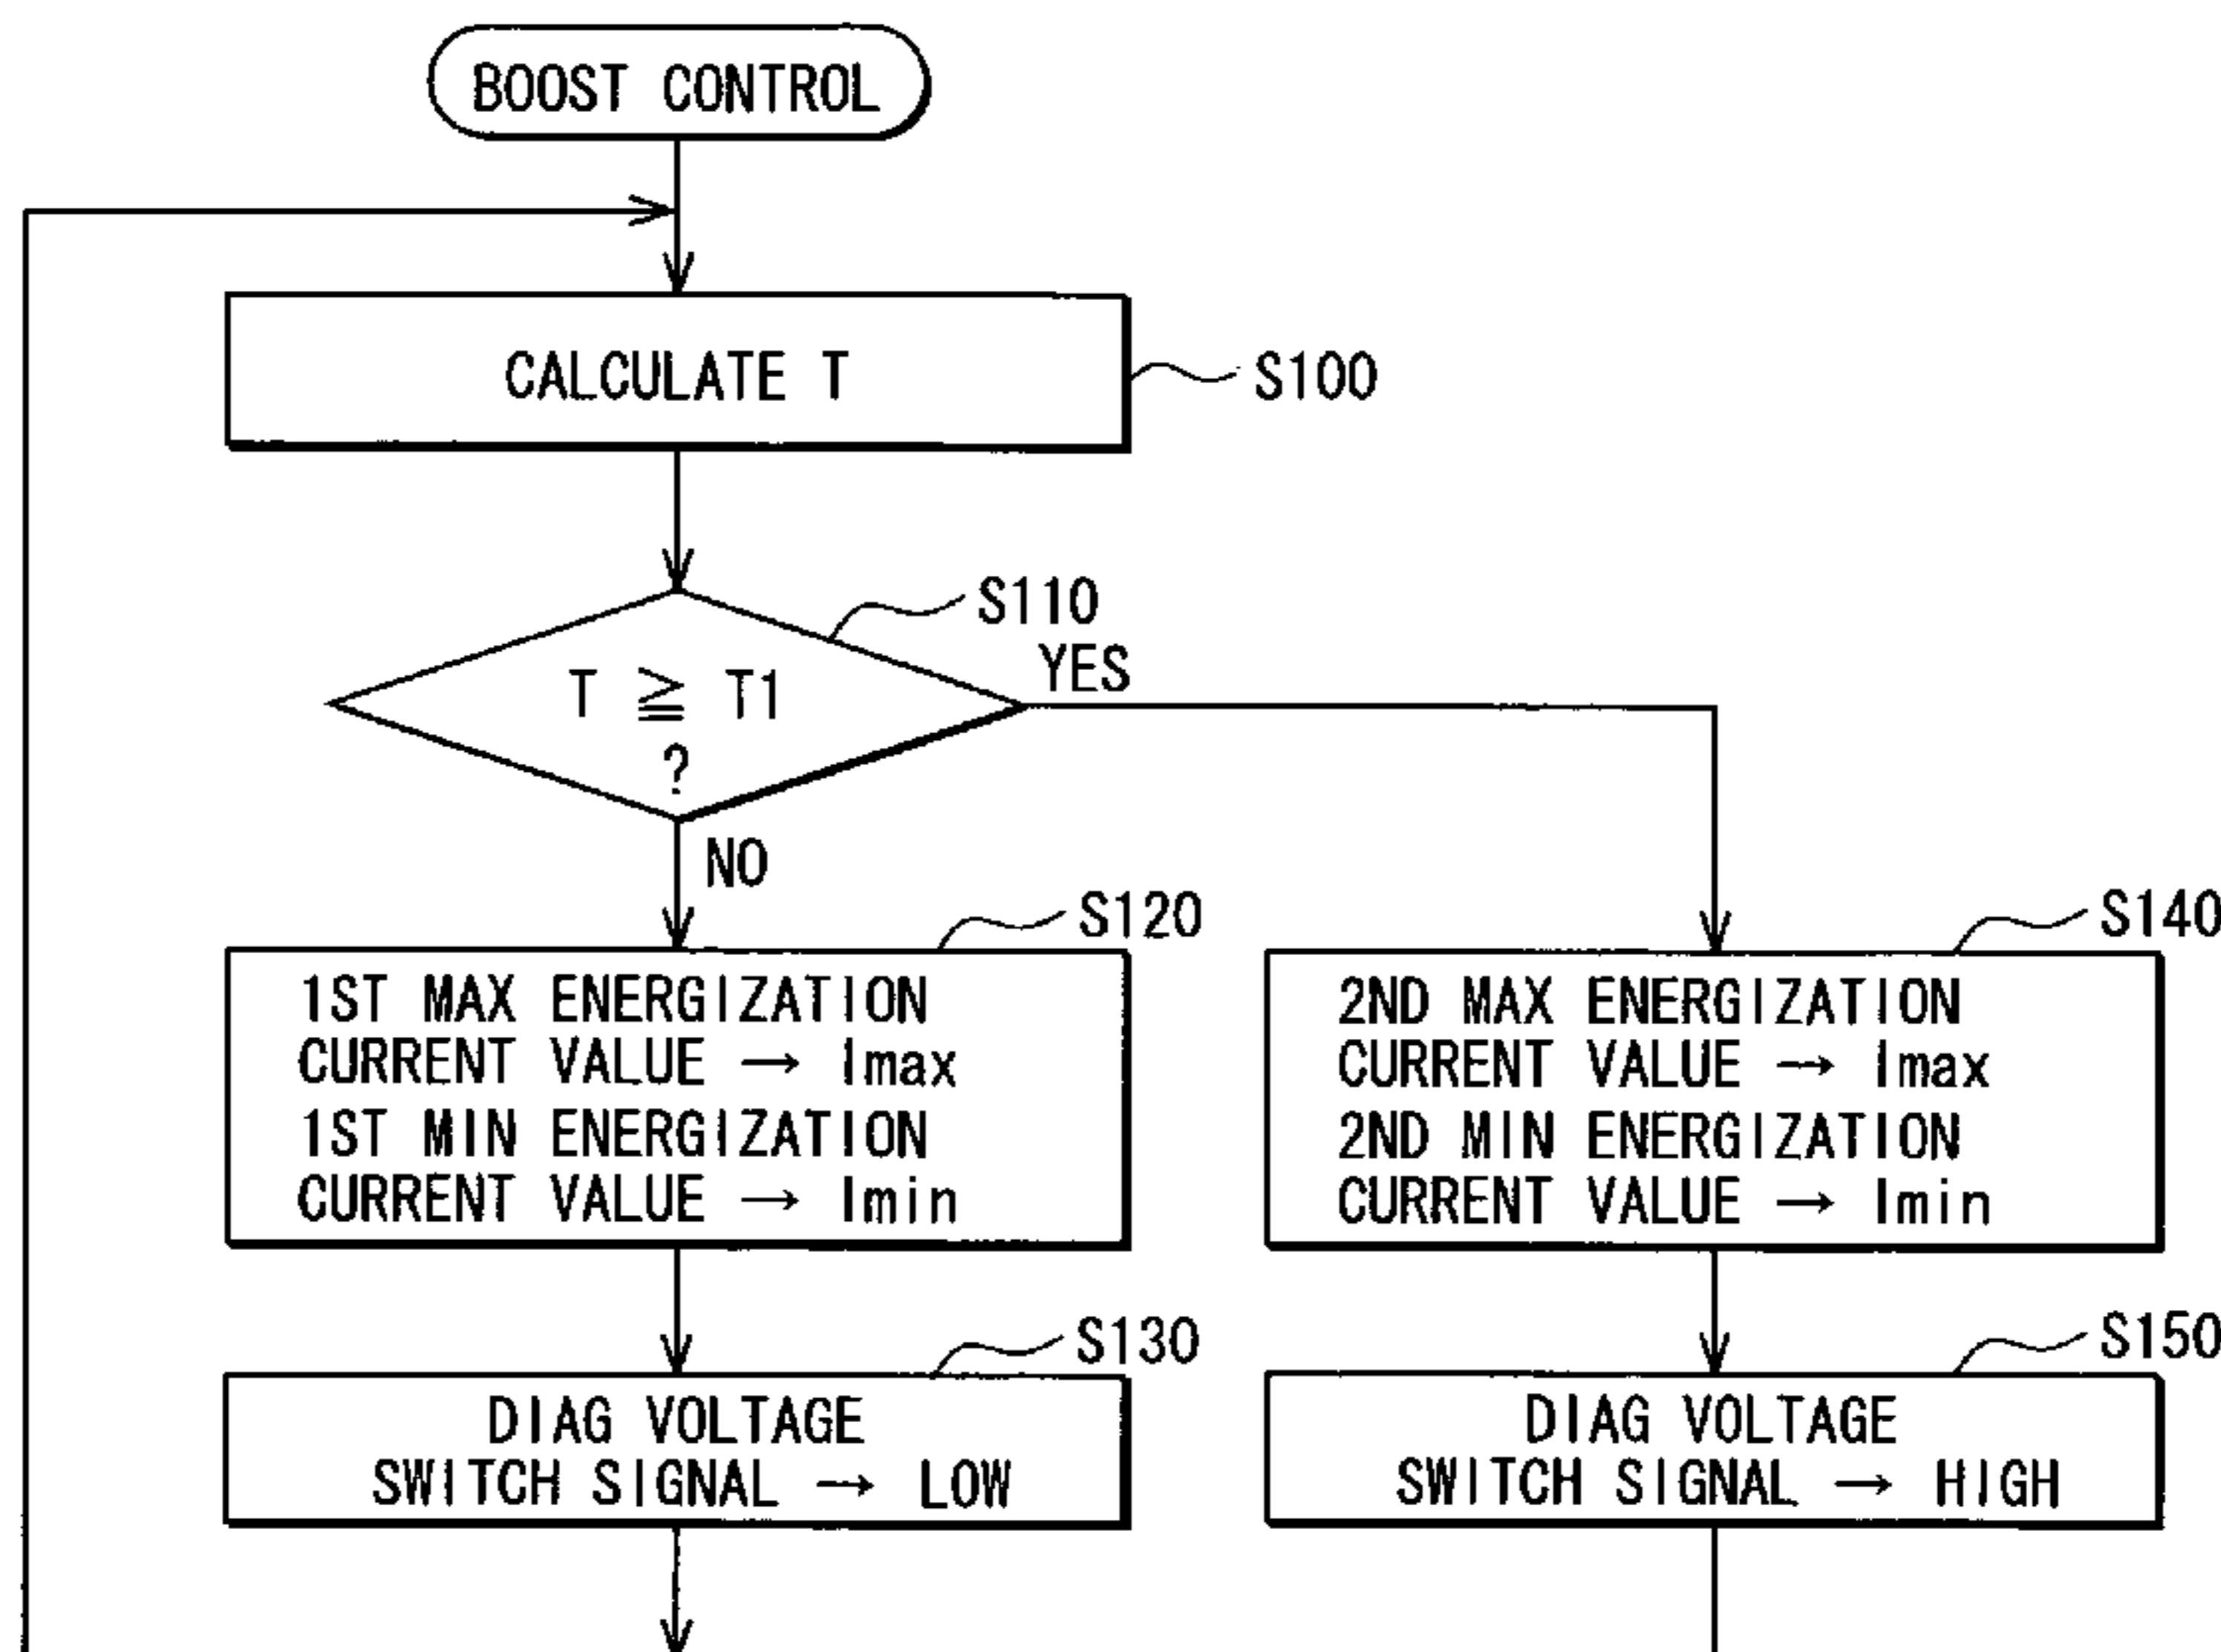 BOOST CONTROL
CALCULATE T
S100
S110
T ≧ T1
?
YES
NO
S120
1ST MAX ENERGIZATION
CURRENT VALUE → Imax
1ST MIN ENERGIZATION
CURRENT VALUE → Imin
S140
2ND MAX ENERGIZATION
CURRENT VALUE → Imax
2ND MIN ENERGIZATION
CURRENT VALUE → Imin
S130
DIAG VOLTAGE
SWITCH SIGNAL → LOW
S150
DIAG VOLTAGE
SWITCH SIGNAL → HIGH